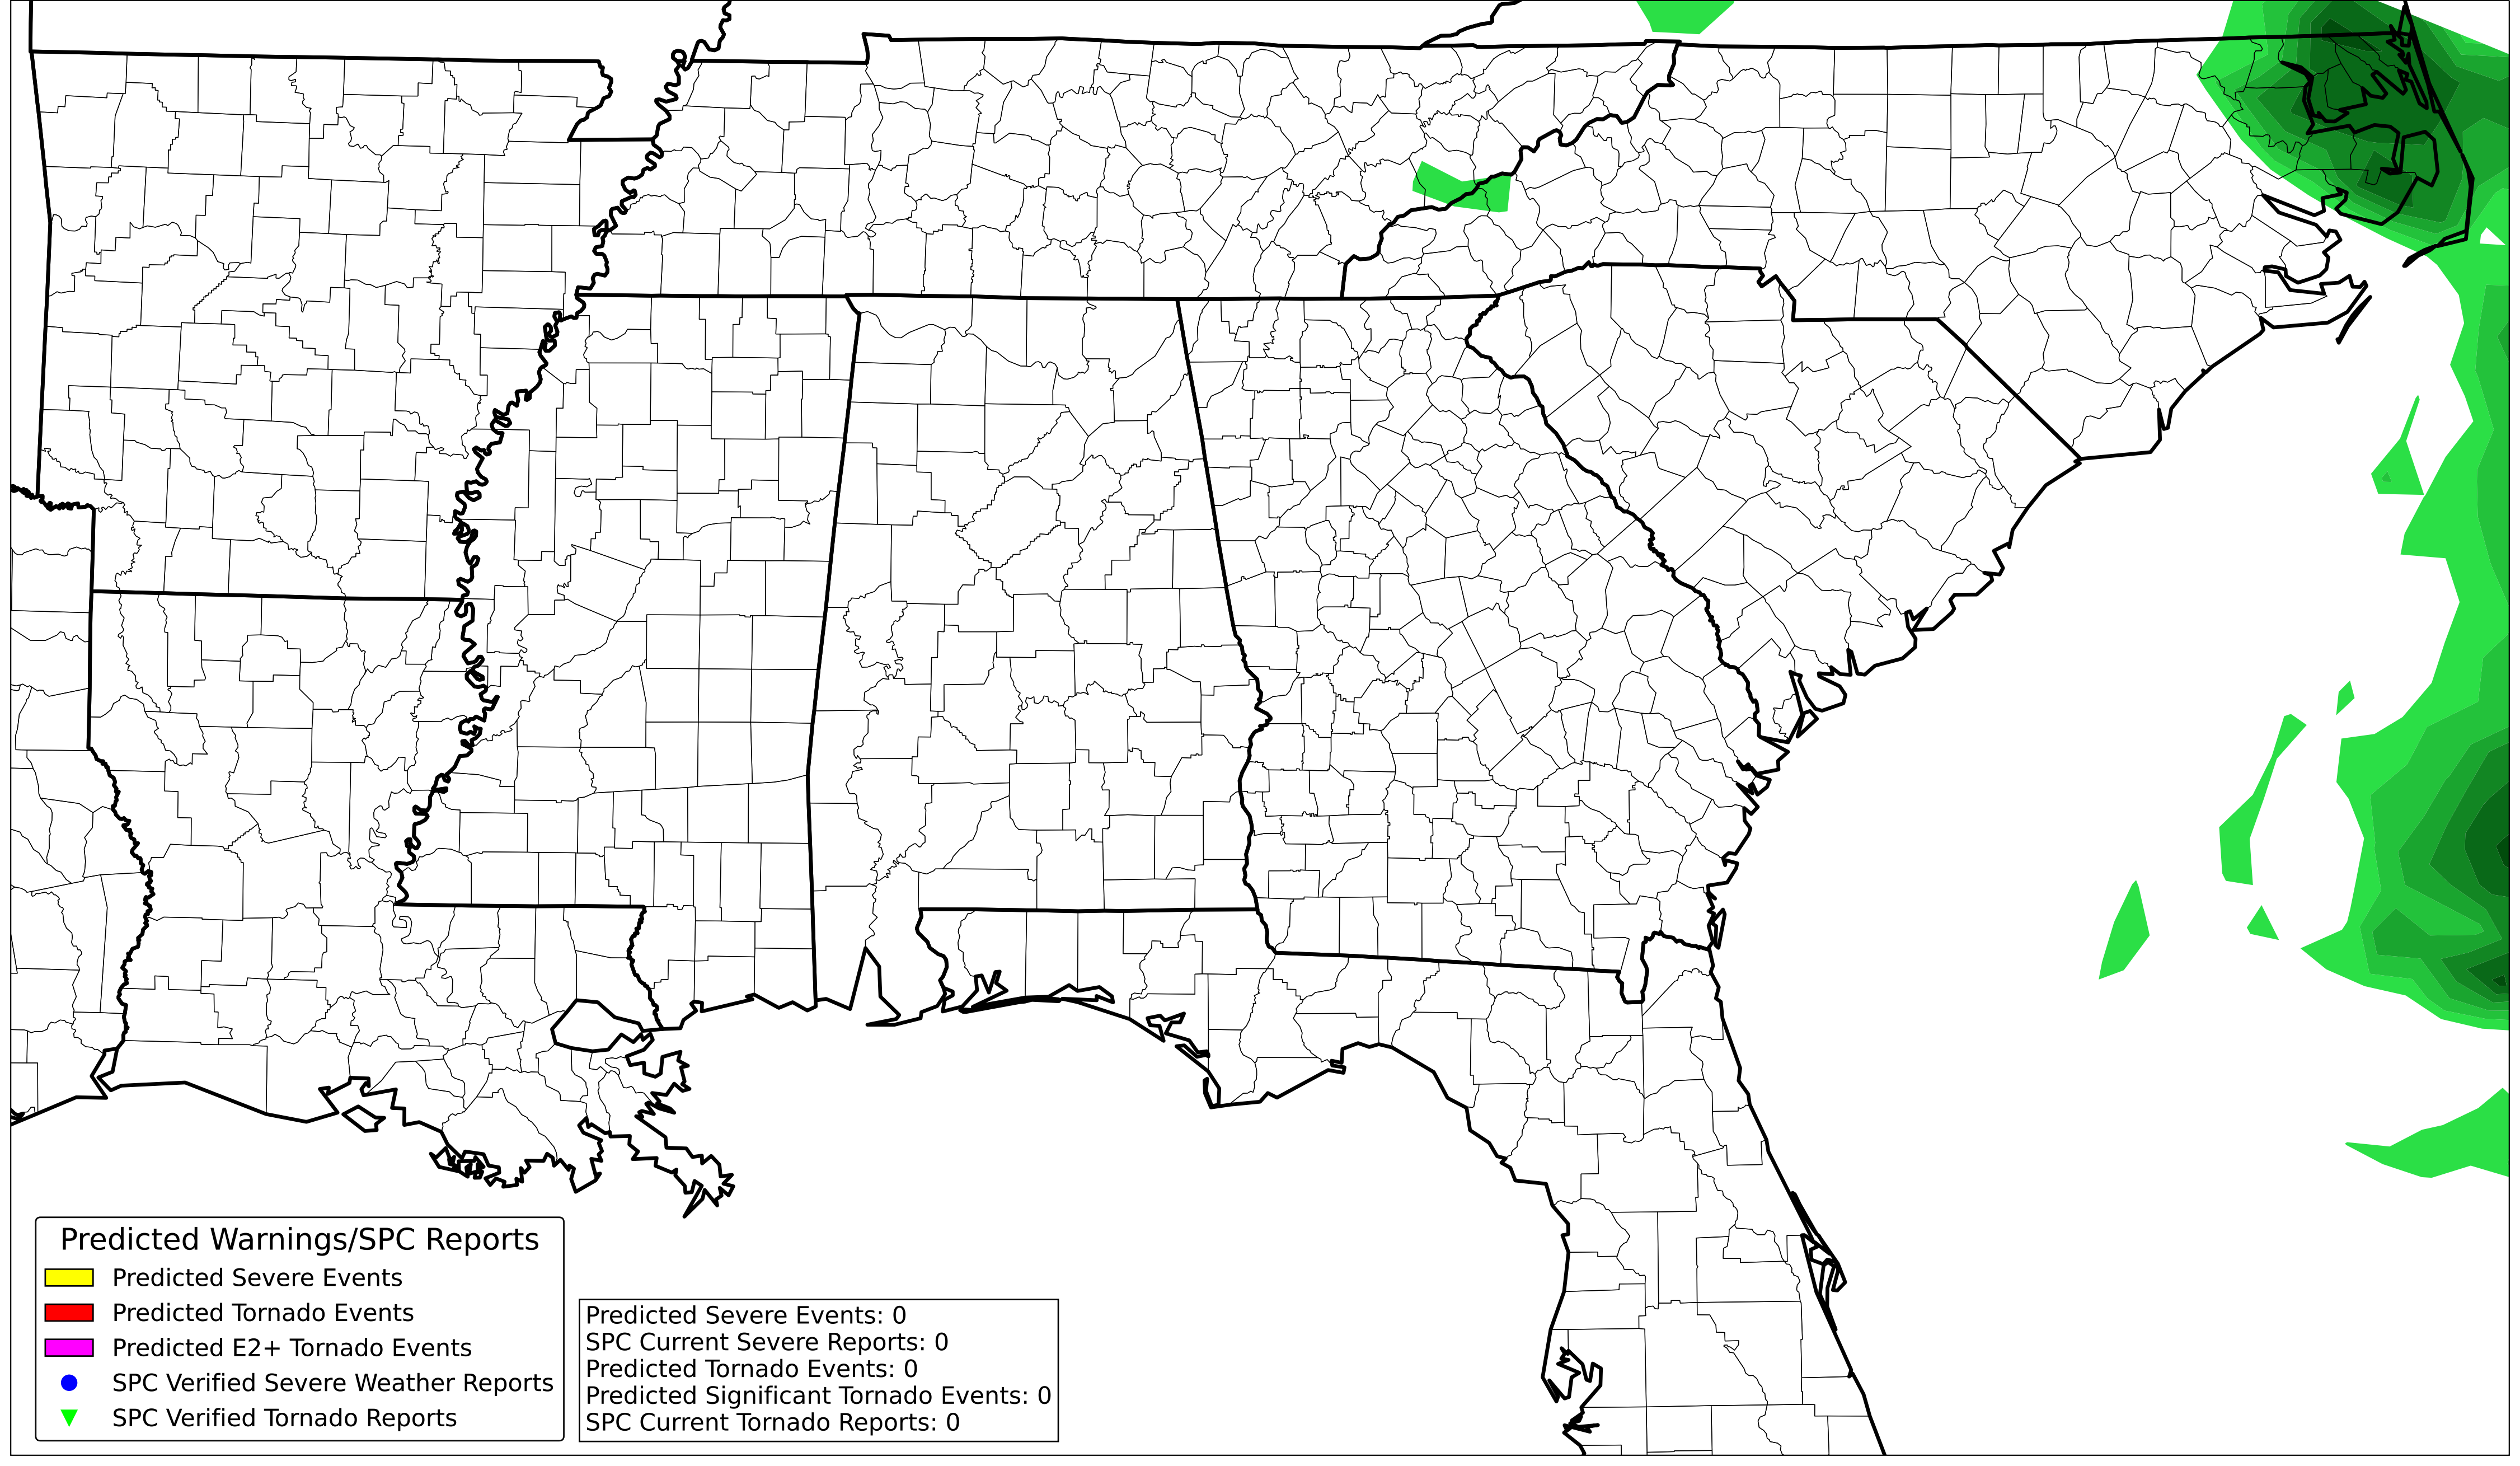 Predicted Warnings/SPC Reports
Predicted Severe Events
Predicted Tornado Events
Predicted E2+ Tornado Events
SPC Verified Severe Weather Reports
SPC Verified Tornado Reports
Predicted Severe Events: 0
SPC Current Severe Reports: 0
Predicted Tornado Events: 0
Predicted Significant Tornado Events: 0
SPC Current Tornado Reports: 0